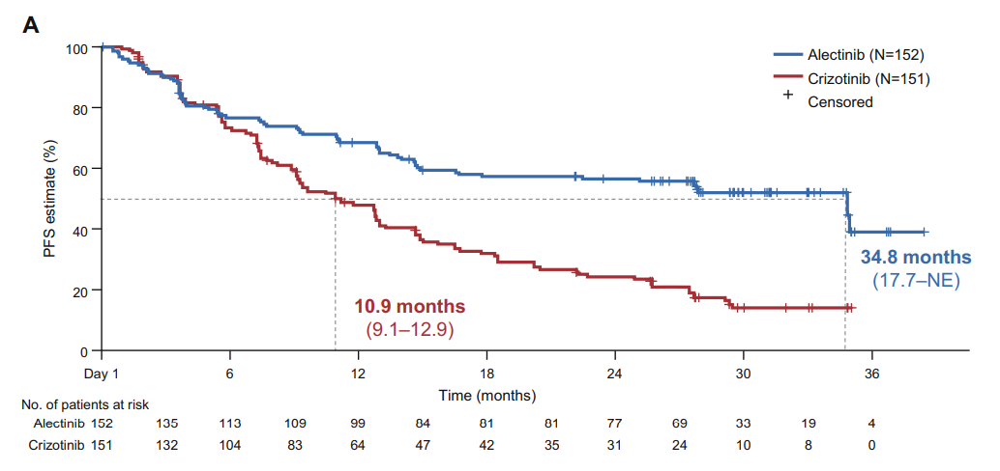 A
100
80
60
40
20
0
PFS estimate (%)
Alectinib (N=152)
Crizotinib (N=151)
+ Censored
34.8 months
(17.7–NE)
10.9 months
(9.1–12.9)
Day 1 6 12 18 24 30 36
Time (months)
No. of patients at risk
Alectinib 152 135 113 109 99 84 81 81 77 69 33 19 4
Crizotinib 151 132 104 83 64 47 42 35 31 24 10 8 0